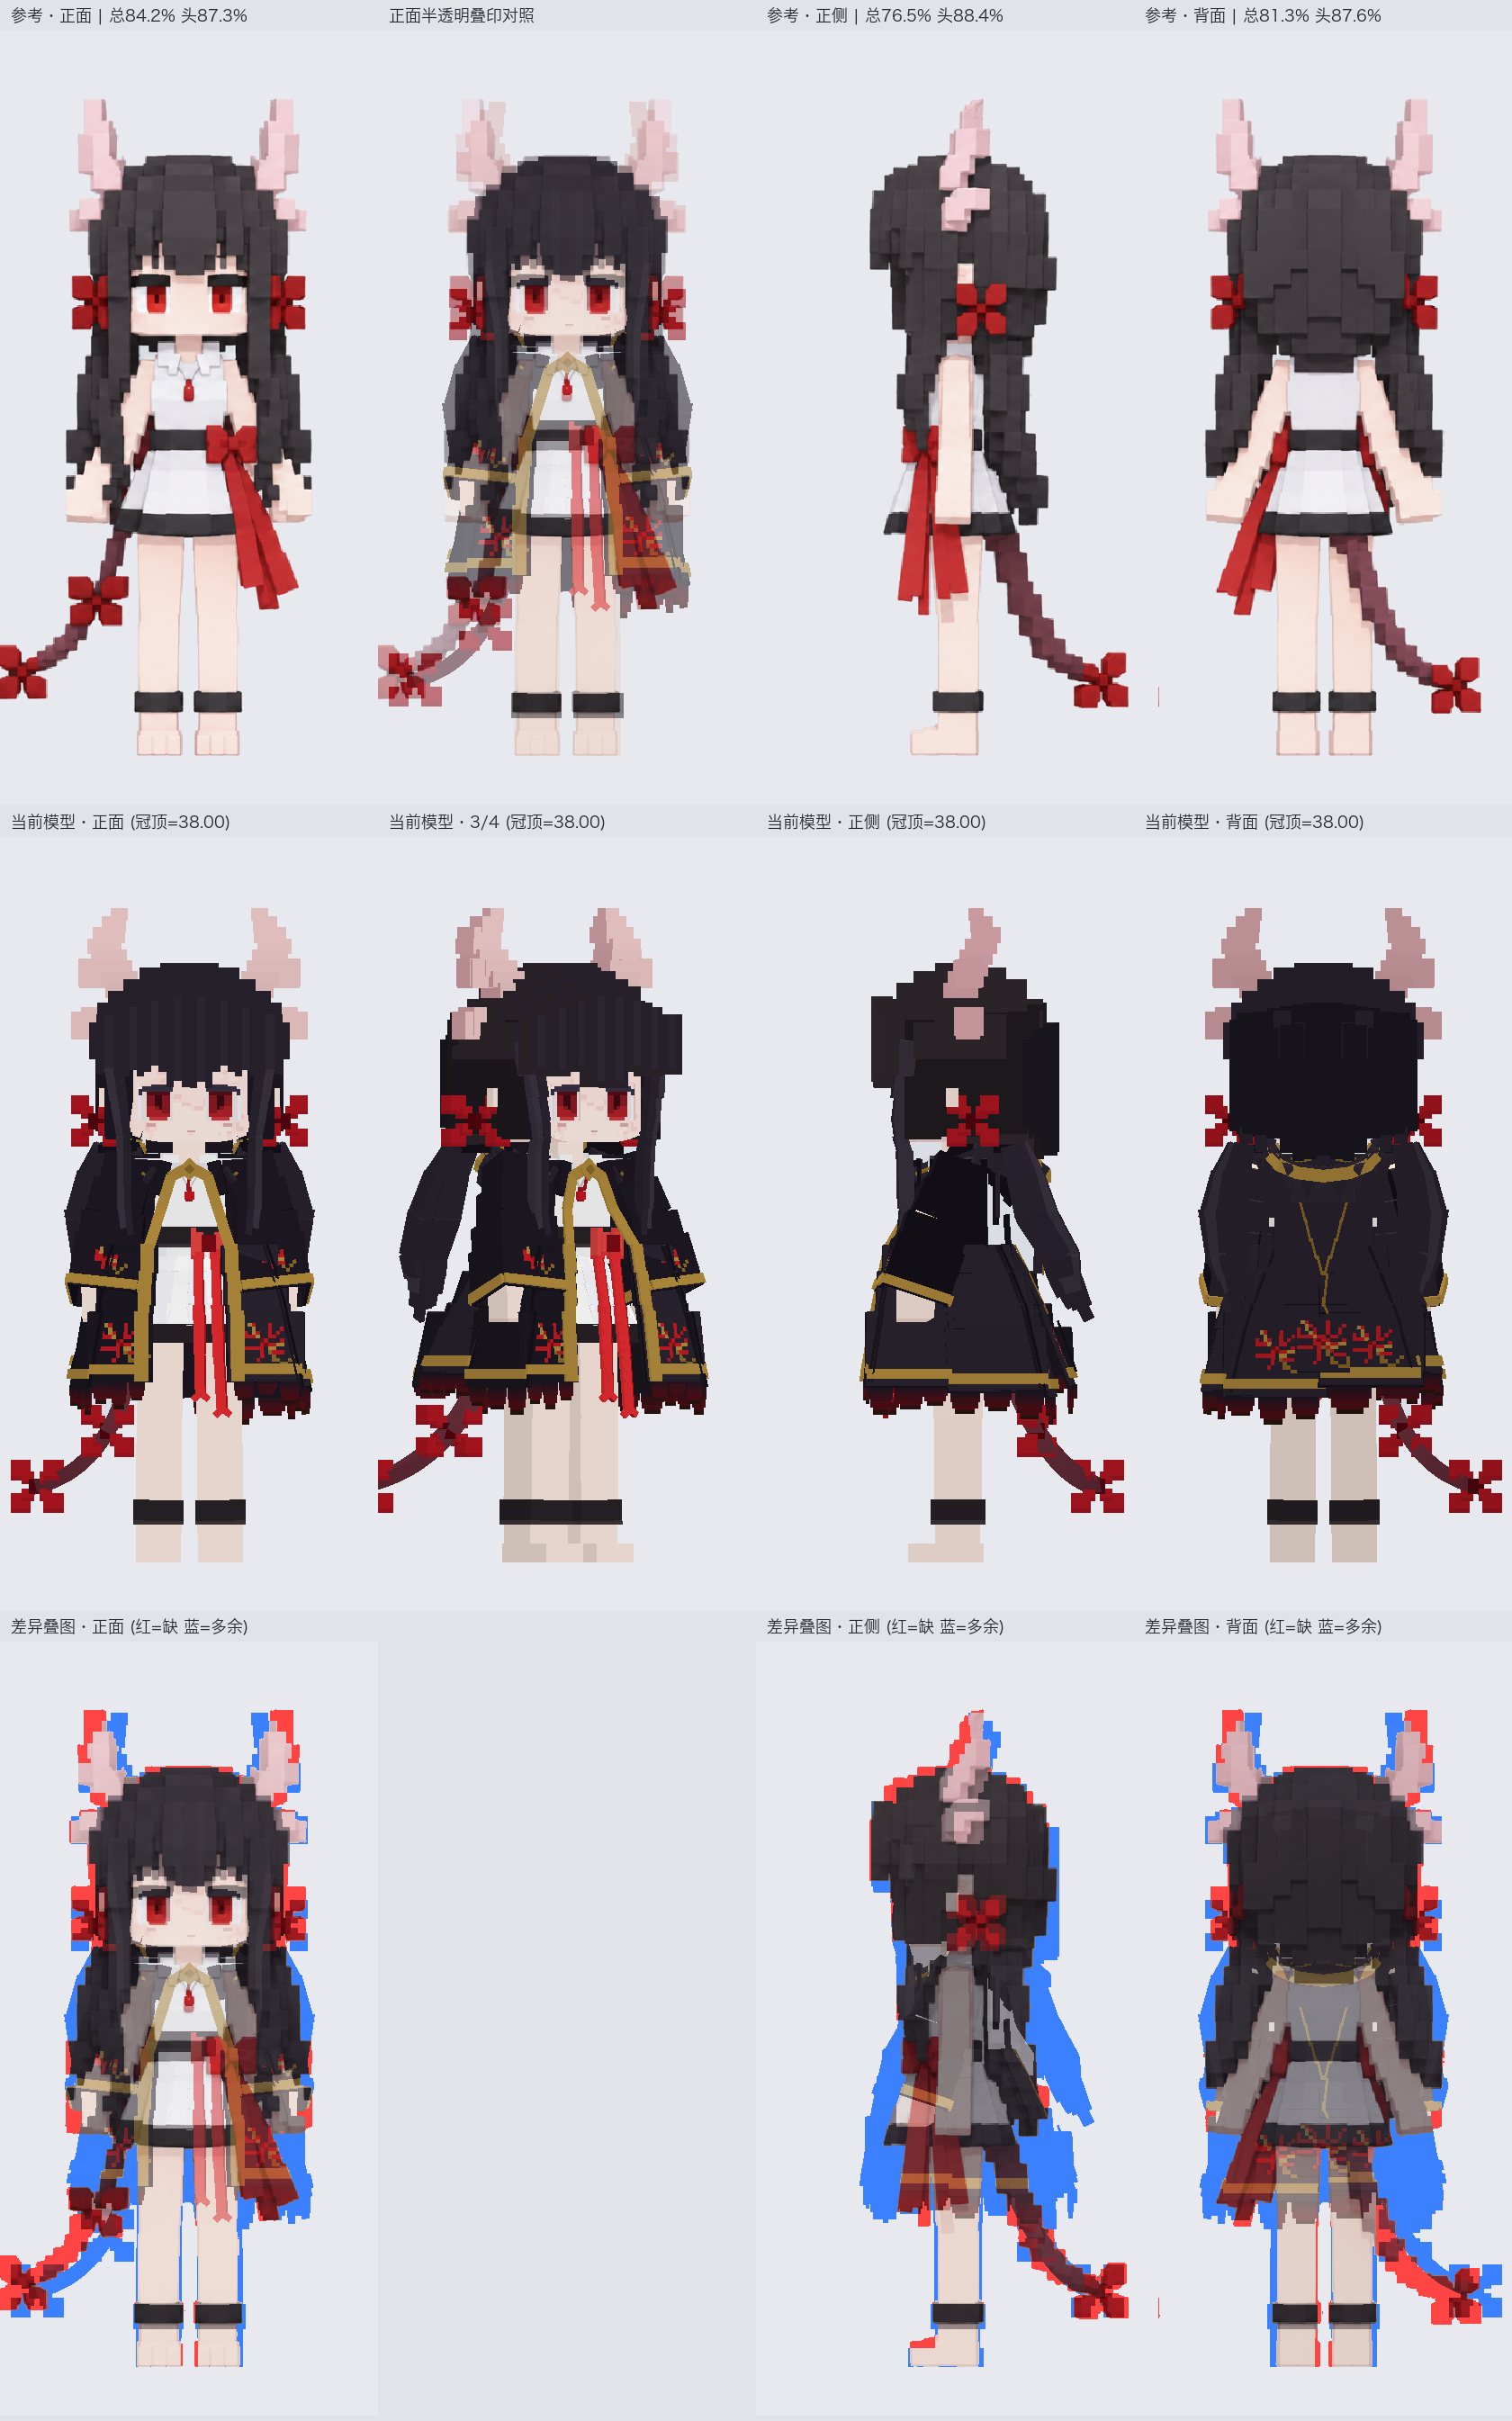 参考・正面 | 总84.2% 头87.3%
正面半透明叠印对照
参考・正侧 | 总76.5% 头88.4%
参考・背面 | 总81.3% 头87.6%
当前模型・正面 (冠顶=38.00)
当前模型・3/4 (冠顶=38.00)
当前模型・正侧 (冠顶=38.00)
当前模型・背面 (冠顶=38.00)
差异叠图・正面 (红=缺 蓝=多余)
差异叠图・正侧 (红=缺 蓝=多余)
差异叠图・背面 (红=缺 蓝=多余)